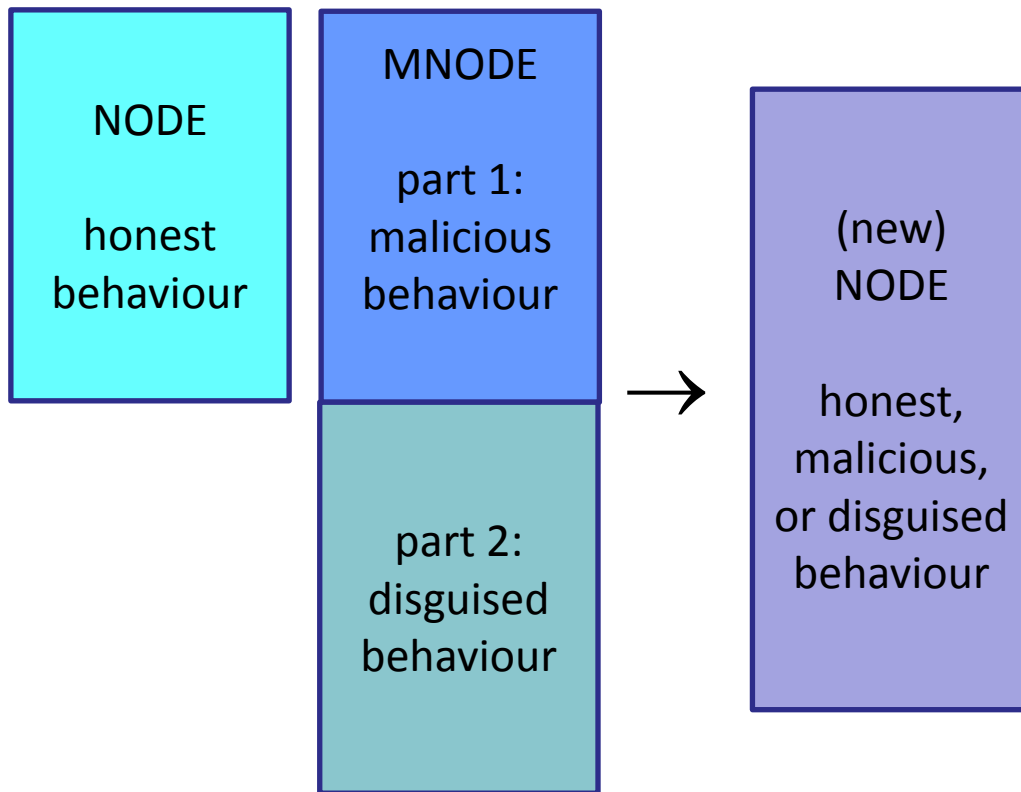 NODE
honest
behaviour
MNODE
part 1:
malicious
behaviour
part 2:
disguised
behaviour
→
(new)
NODE
honest,
malicious,
or disguised
behaviour